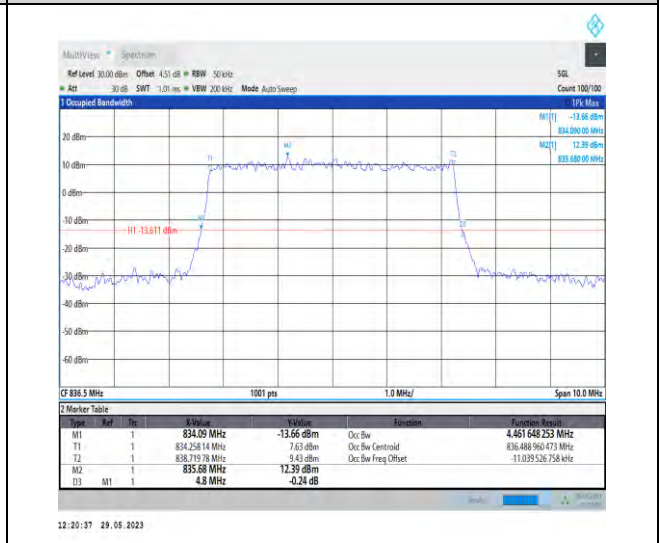 MultiView Spectrum
Ref Level 30.00 dBm Offset 4.51 dB RBW 50 kHz SGL
Att 30 dB SWT 1.01 ms VBW 200 kHz Mode Auto Sweep Count 100/100
1 Occupied Bandwidth 1Pk Max
M1[1] -13.66 dBm
834.090 00 MHz
M2[1] 12.39 dBm
835.680 00 MHz
20 dBm
M2
T1
T2
10 dBm
0 dBm
-10 dBm
M1
D3
H1 -13.611 dBm
-20 dBm
-30 dBm
-40 dBm
-50 dBm
-60 dBm
CF 836.5 MHz 1001 pts 1.0 MHz/ Span 10.0 MHz
2 Marker Table
Type Ref Trc X-Value Y-Value Function Function Result
M1 1 834.09 MHz -13.66 dBm Occ Bw 4.461 648 253 MHz
T1 1 834.258 14 MHz 7.63 dBm Occ Bw Centroid 836.488 960 473 MHz
T2 1 838.719 78 MHz 9.43 dBm Occ Bw Freq Offset -11.039 526 758 kHz
M2 1 835.68 MHz 12.39 dBm
D3 M1 1 4.8 MHz -0.24 dB
12:20:37 29.05.2023